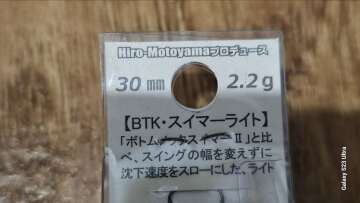 Hiro-Motoyamaプロデュース
30mm 2.2g
【BTK・スイマーライト】
「ボトムノックスイマーⅡ」と比
べ、スイングの幅を変えずに
沈下速度をスローにした、ライト
Galaxy S23 Ultra